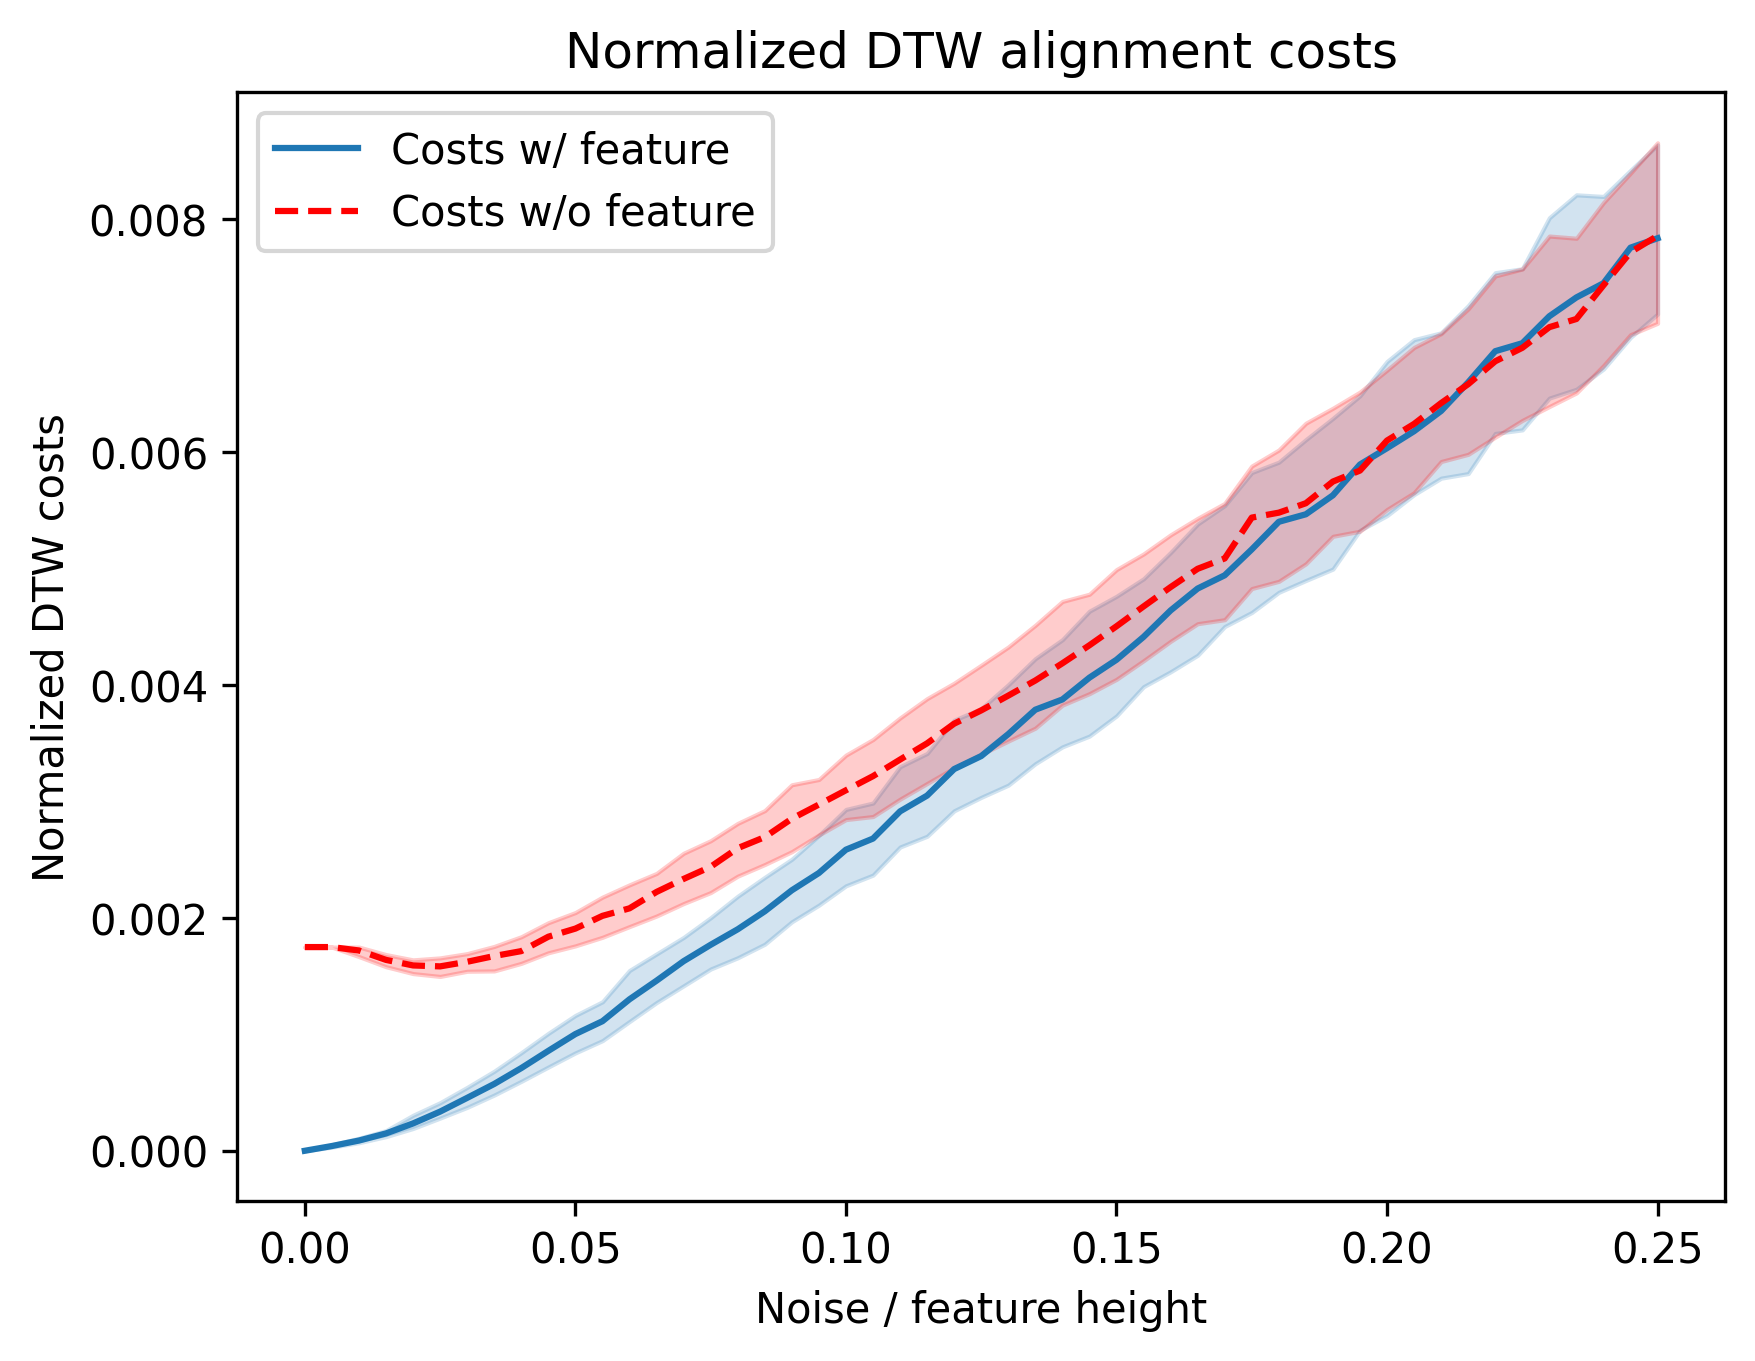 Normalized DTW alignment costs
Costs w/ feature
Costs w/o feature
Normalized DTW costs
0.008
0.006
0.004
0.002
0.000
0.00 0.05 0.10 0.15 0.20 0.25
Noise / feature height